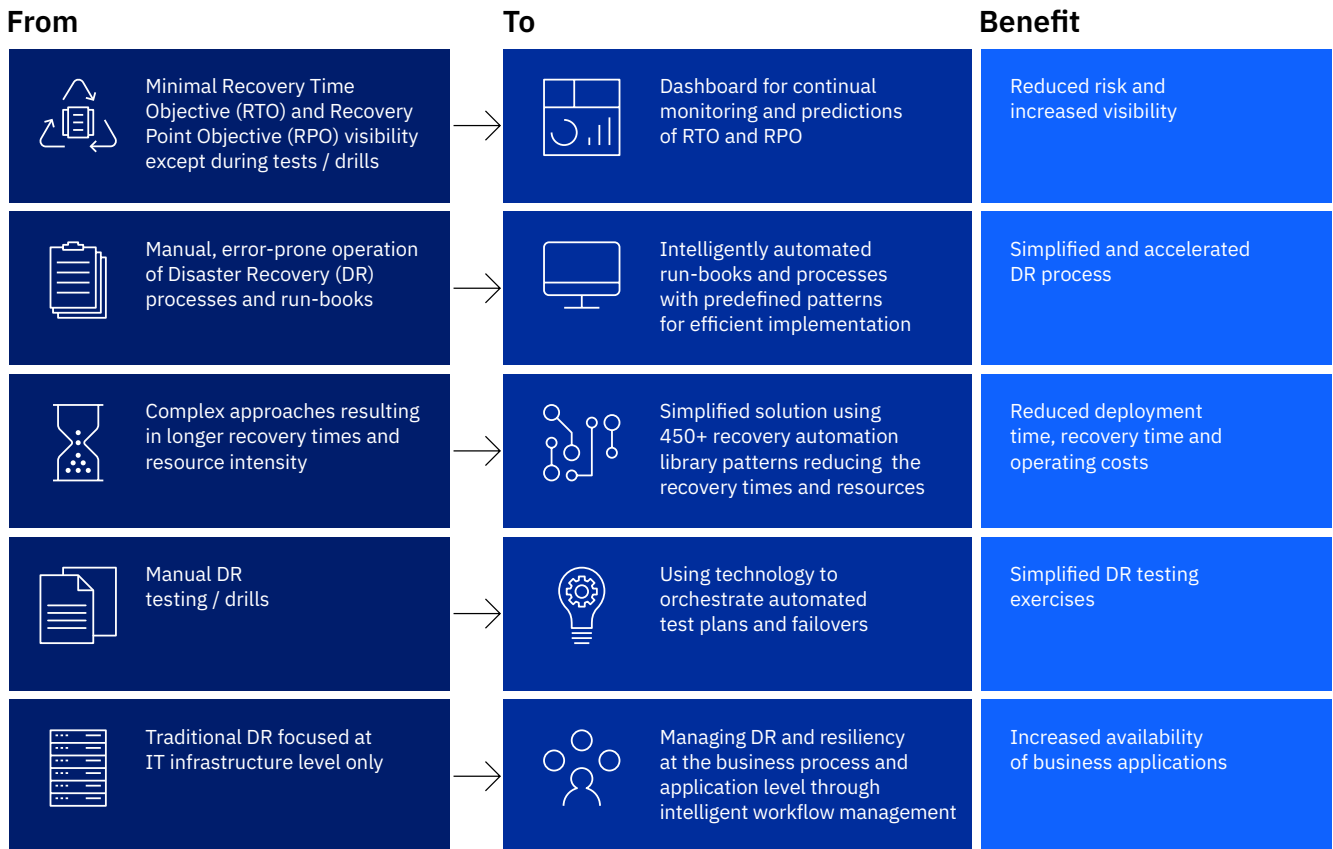 From
To
Benefit
Minimal Recovery Time
Objective (RTO) and Recovery
Point Objective (RPO) visibility
except during tests / drills
Dashboard for continual
monitoring and predictions
of RTO and RPO
Reduced risk and
increased visibility
Manual, error-prone operation
of Disaster Recovery (DR)
processes and run-books
Intelligently automated
run-books and processes
with predefined patterns
for efficient implementation
Simplified and accelerated
DR process
Complex approaches resulting
in longer recovery times and
resource intensity
Simplified solution using
450+ recovery automation
library patterns reducing the
recovery times and resources
Reduced deployment
time, recovery time and
operating costs
Manual DR
testing / drills
Using technology to
orchestrate automated
test plans and failovers
Simplified DR testing
exercises
Traditional DR focused at
IT infrastructure level only
Managing DR and resiliency
at the business process and
application level through
intelligent workflow management
Increased availability
of business applications